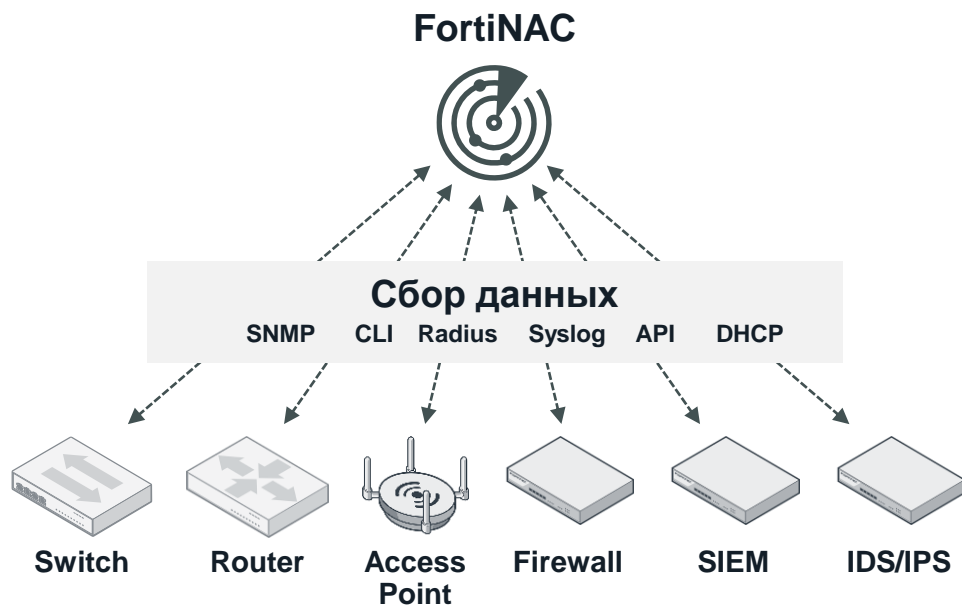 FortiNAC
Сбор данных
SNMP CLI Radius Syslog API DHCP
Switch Router Access Point Firewall SIEM IDS/IPS